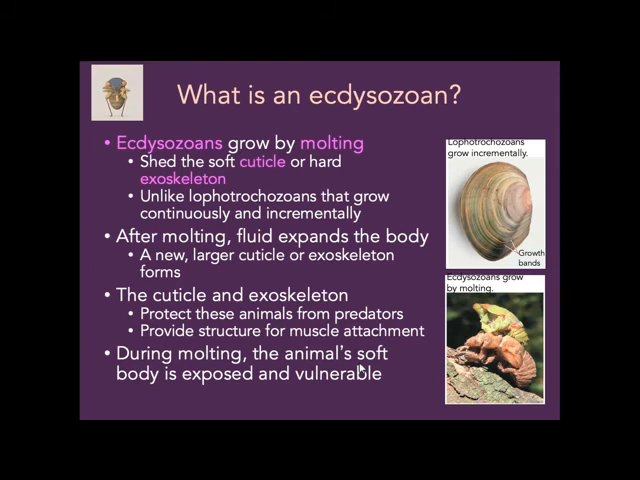 What is an ecdysozoan?
• Ecdysozoans grow by molting
• Shed the soft cuticle or hard
exoskeleton
• Unlike lophotrochozoans that grow
continuously and incrementally
• After molting, fluid expands the body
• A new, larger cuticle or exoskeleton
forms
• The cuticle and exoskeleton
• Protect these animals from predators
• Provide structure for muscle attachment
• During molting, the animal’s soft
body is exposed and vulnerable
Lophotrochozoans
grow incrementally.
Growth
bands
Ecdysozoans grow
by molting.